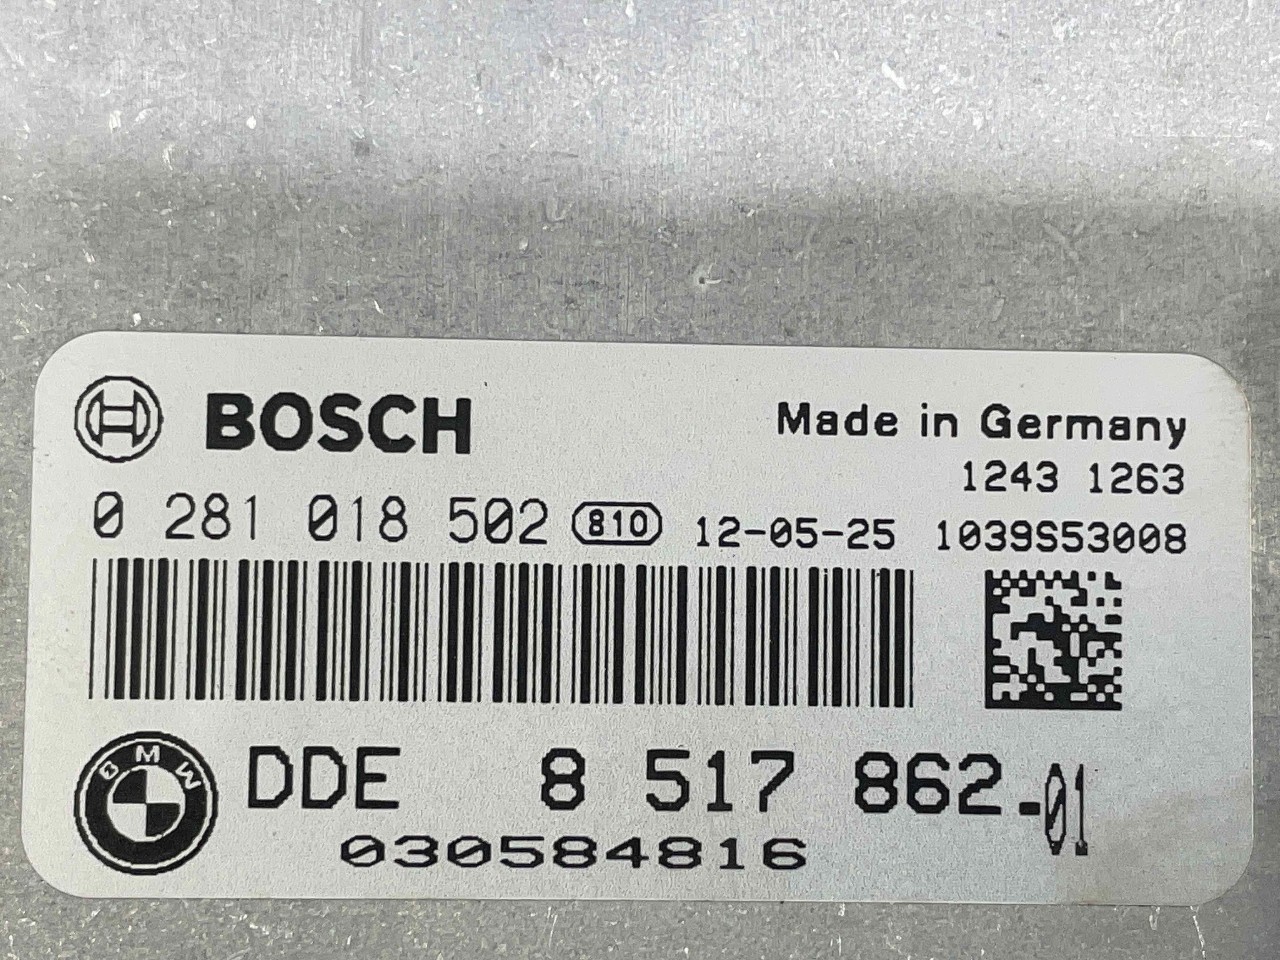 BOSCH
Made in Germany
1243 1263
0 281 018 502 810 12-05-25 1039S53008
BMW
DDE 8 517 862-01
030584816